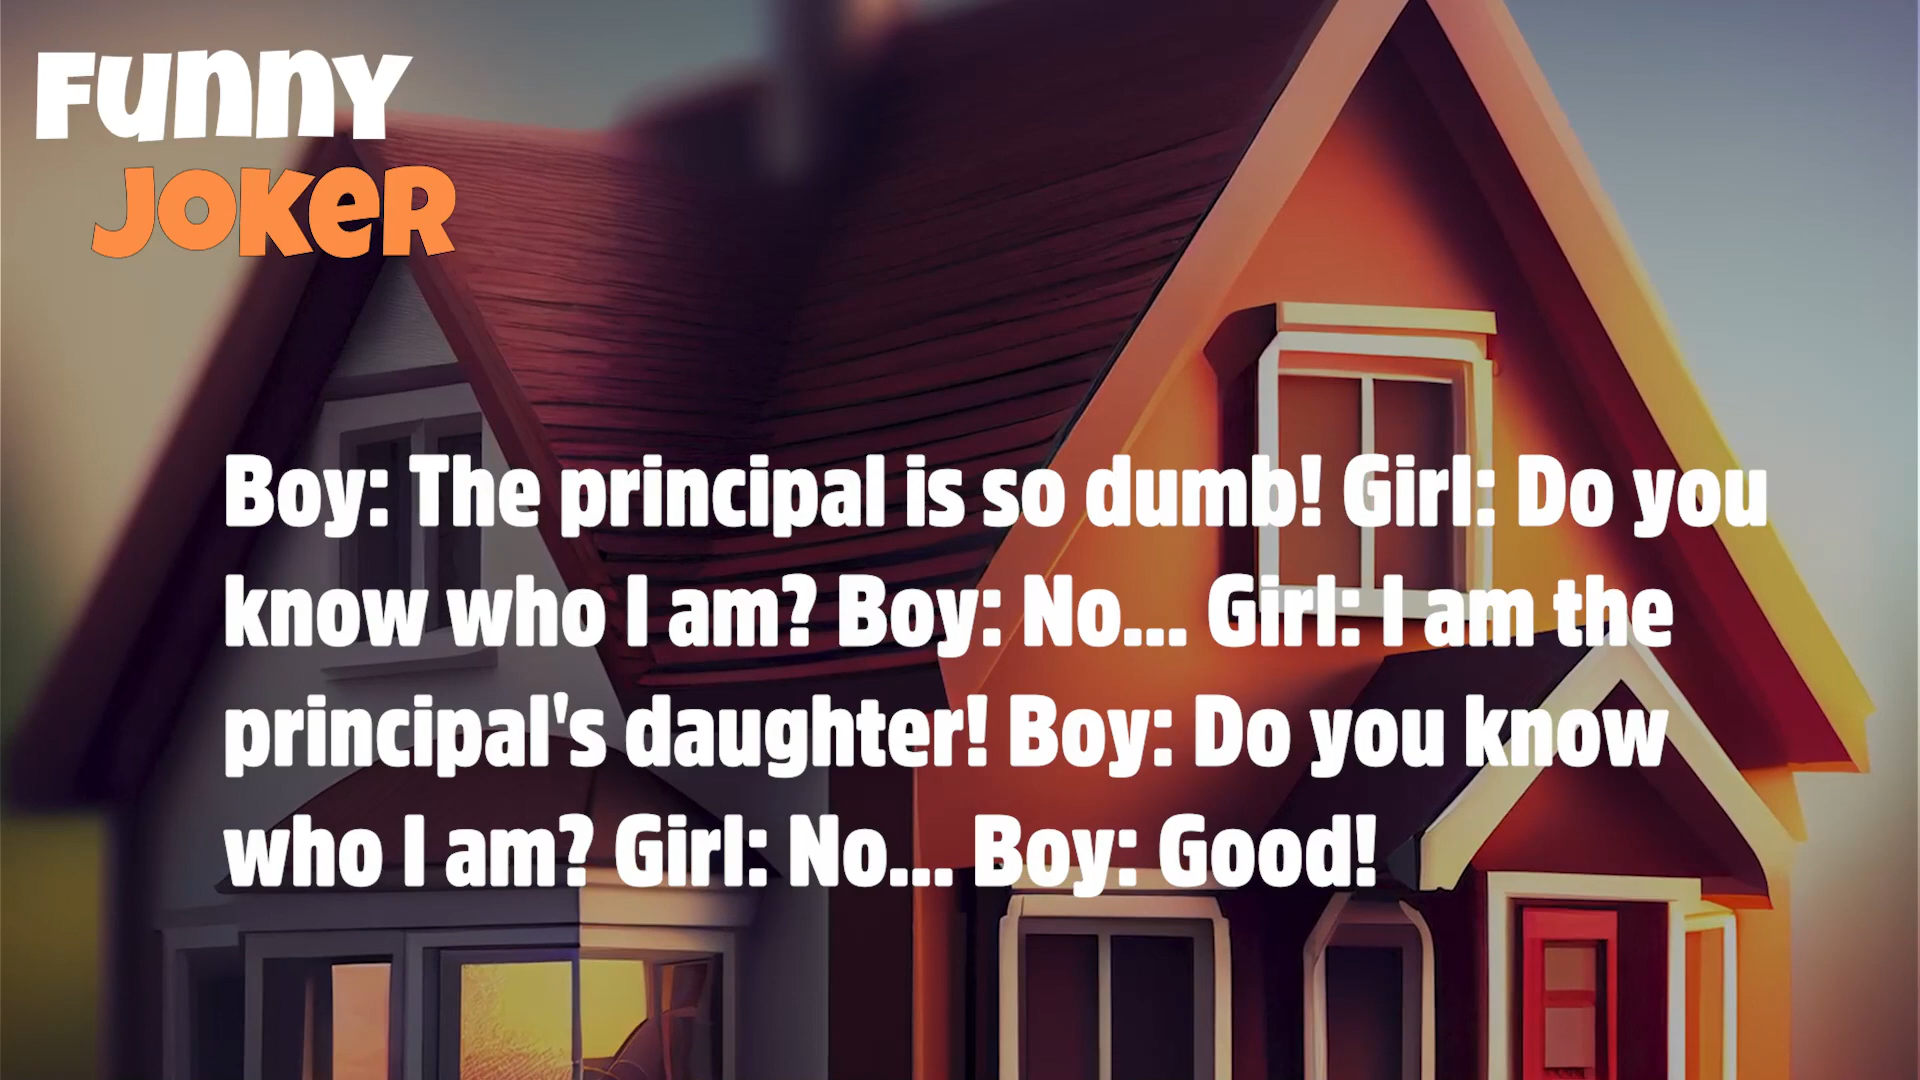 Funny
Joker
Boy: The principal is so dumb! Girl: Do you
know who I am? Boy: No... Girl: I am the
principal's daughter! Boy: Do you know
who I am? Girl: No... Boy: Good!